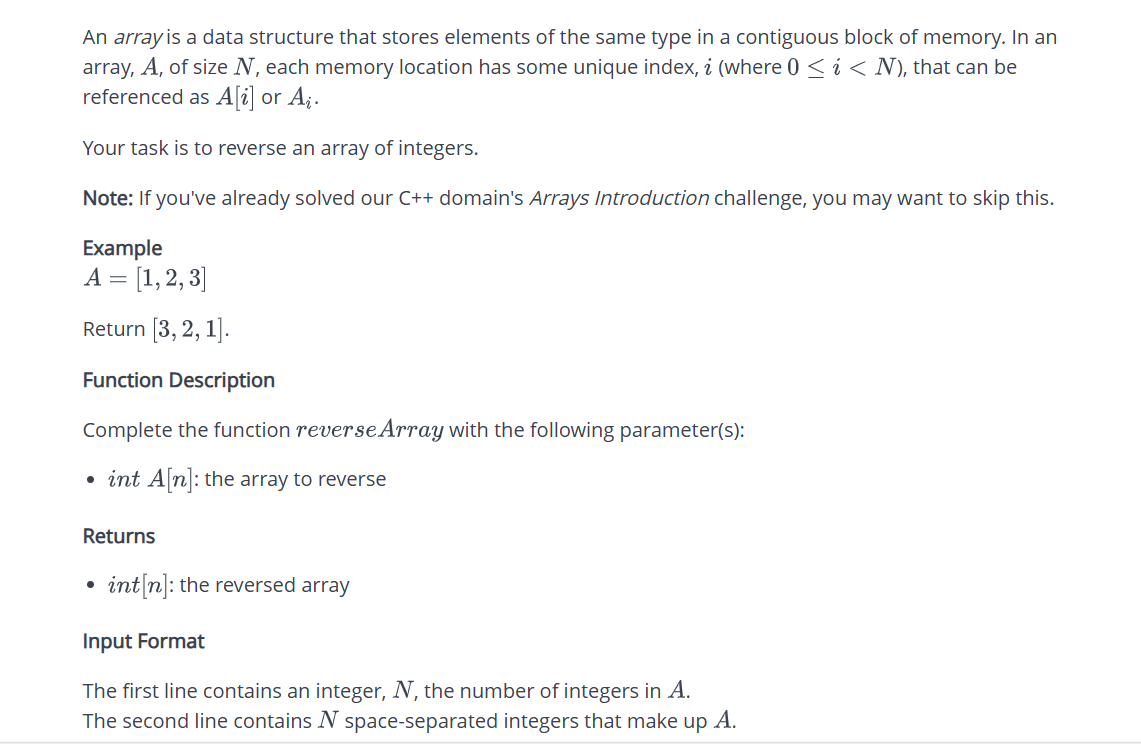 An array is a data structure that stores elements of the same type in a contiguous block of memory. In an
array, A, of size N, each memory location has some unique index, i (where 0 ≤ i < N), that can be
referenced as A[i] or Aᵢ.
Your task is to reverse an array of integers.
Note: If you've already solved our C++ domain's Arrays Introduction challenge, you may want to skip this.
Example
A = [1, 2, 3]
Return [3, 2, 1].
Function Description
Complete the function reverseArray with the following parameter(s):
• int A[n]: the array to reverse
Returns
• int[n]: the reversed array
Input Format
The first line contains an integer, N, the number of integers in A.
The second line contains N space-separated integers that make up A.